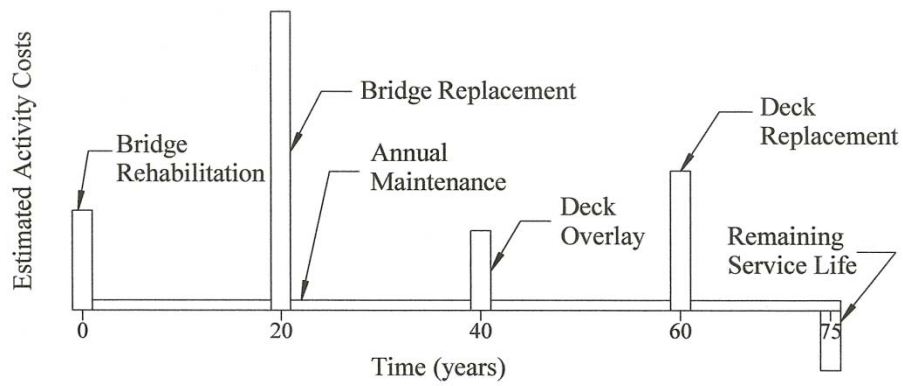 Estimated Activity Costs
Bridge Replacement
Deck
Replacement
Bridge
Rehabilitation
Annual
Maintenance
Deck
Overlay
Remaining
Service Life
0 20 40 60 75
Time (years)